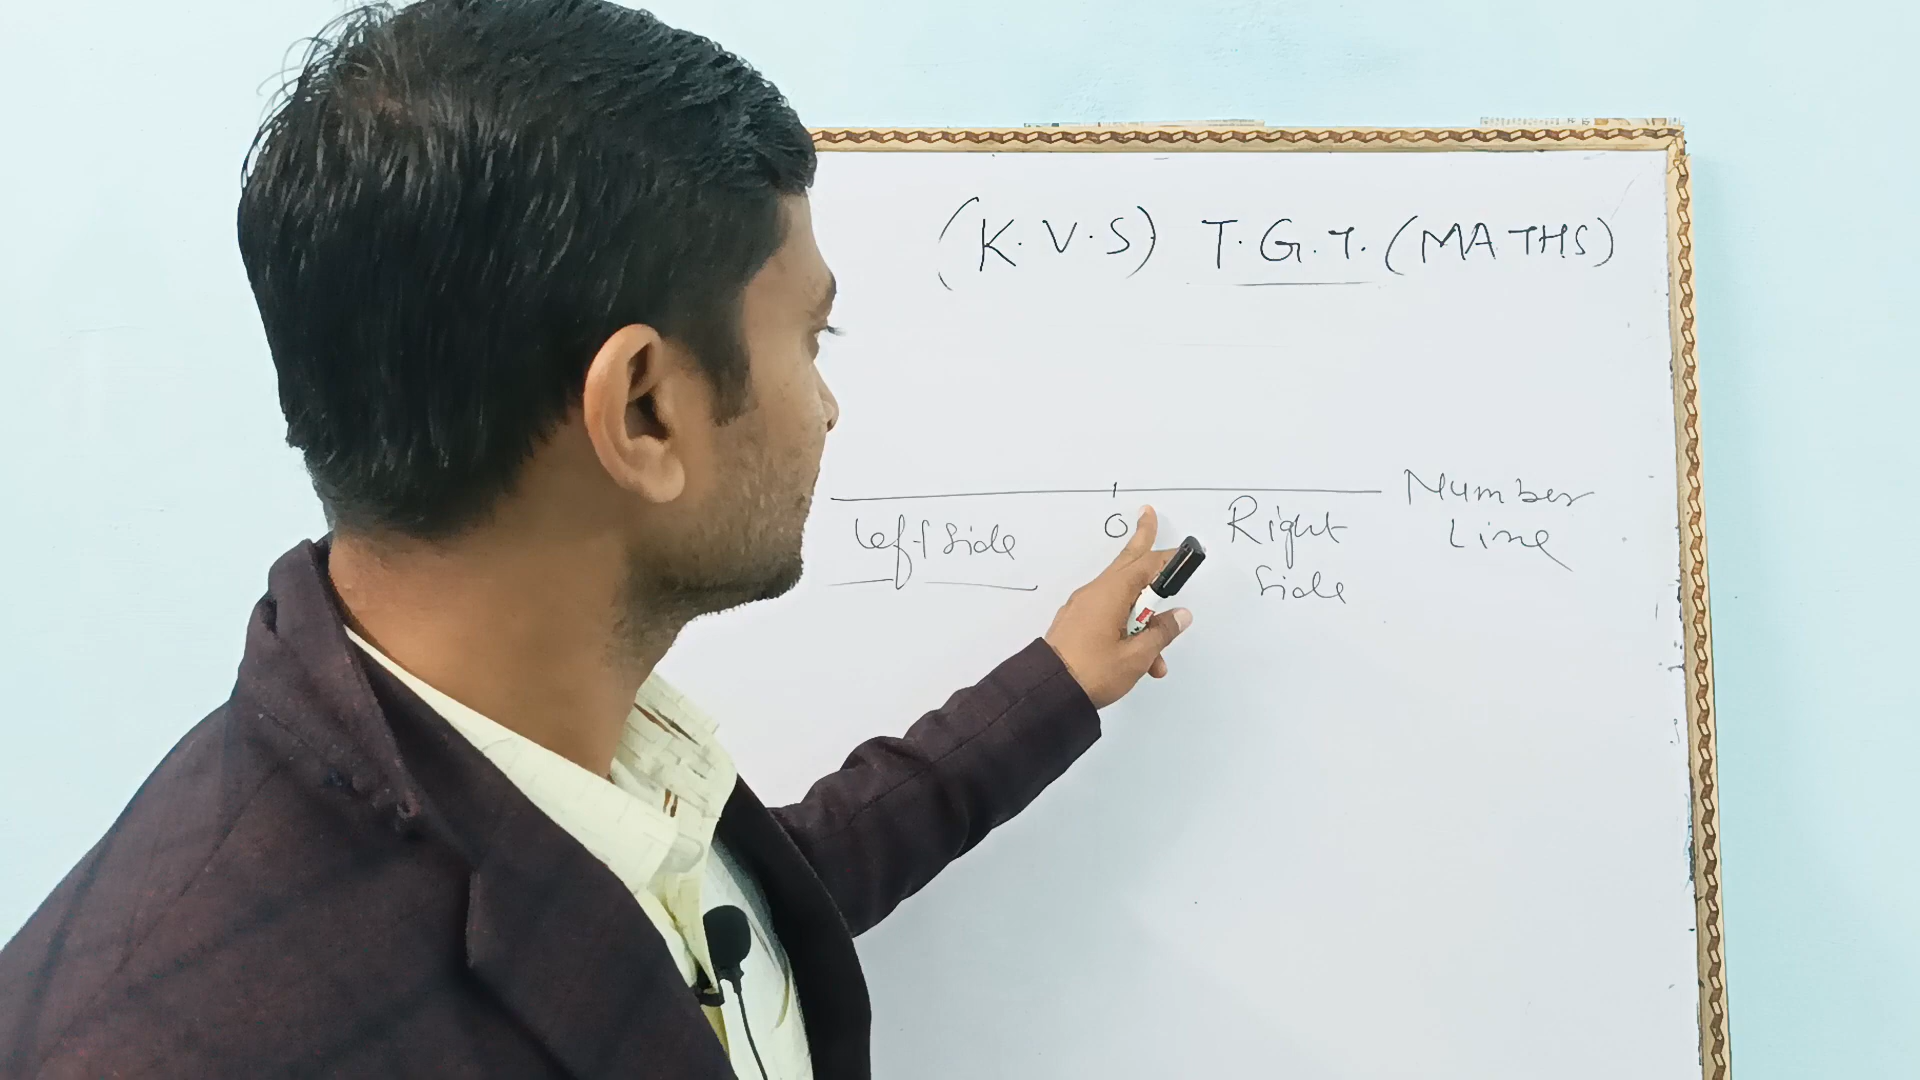 (K.V.S) T.G.T. (MATHS)
Number
Line
0
Left side
Right
side